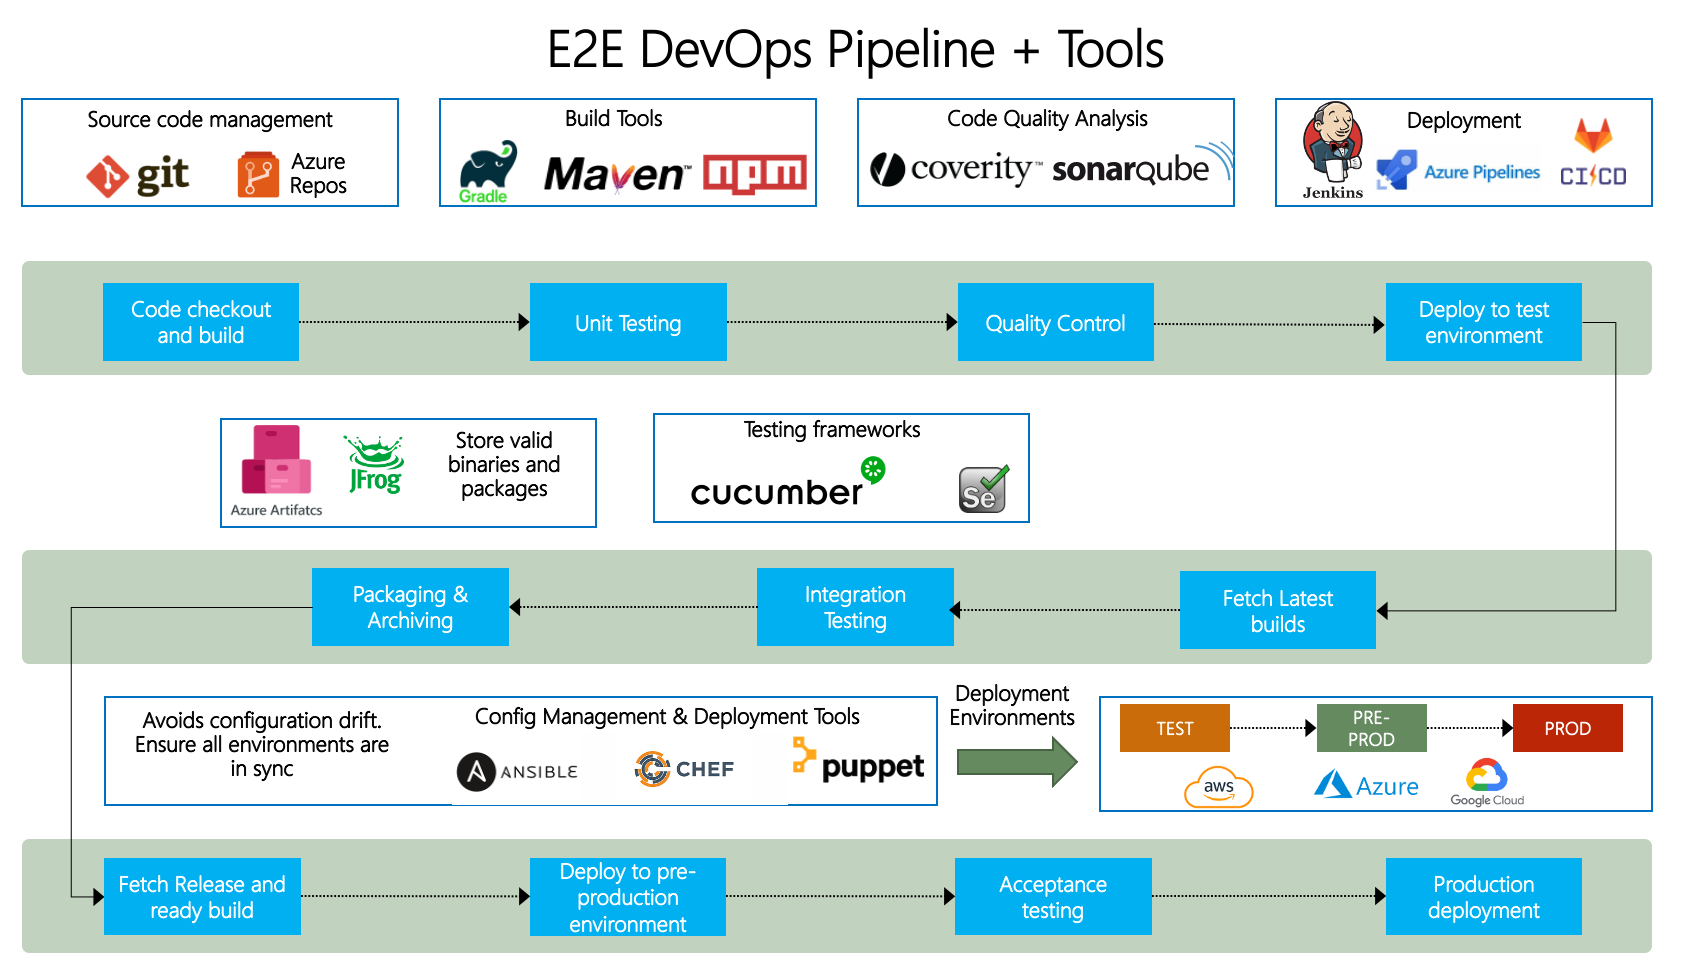 E2E DevOps Pipeline + Tools
Source code management
git
Azure
Repos
Build Tools
Gradle
Maven™
npm
Code Quality Analysis
coverity™
sonarqube
Deployment
Jenkins
Azure Pipelines
CI/CD
Code checkout
and build
Unit Testing
Quality Control
Deploy to test
environment
Azure Artifatcs
JFrog
Store valid
binaries and
packages
Testing frameworks
cucumber
Se
Packaging &
Archiving
Integration
Testing
Fetch Latest
builds
Avoids configuration drift.
Ensure all environments are
in sync
Config Management & Deployment Tools
A ANSIBLE
CHEF
puppet
Deployment
Environments
TEST
PRE-
PROD
PROD
aws
Azure
Google Cloud
Fetch Release and
ready build
Deploy to pre-
production
environment
Acceptance
testing
Production
deployment